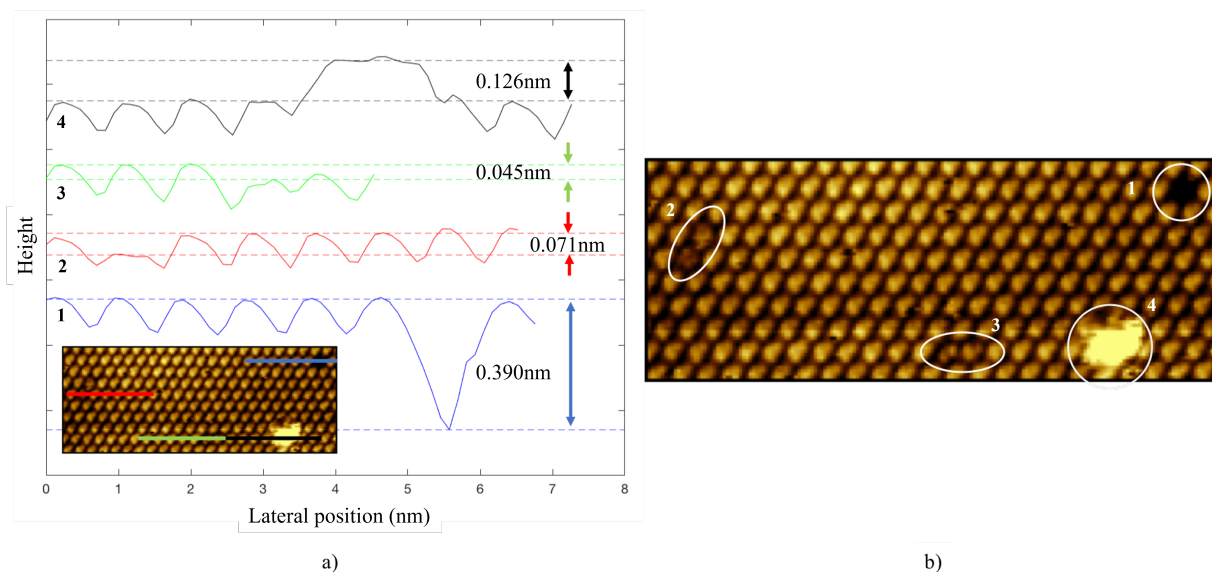 0.126nm
4
3
0.045nm
2
0.071nm
1
0.390nm
Height
0 1 2 3 4 5 6 7 8
Lateral position (nm)
a)
1
2
3
4
b)